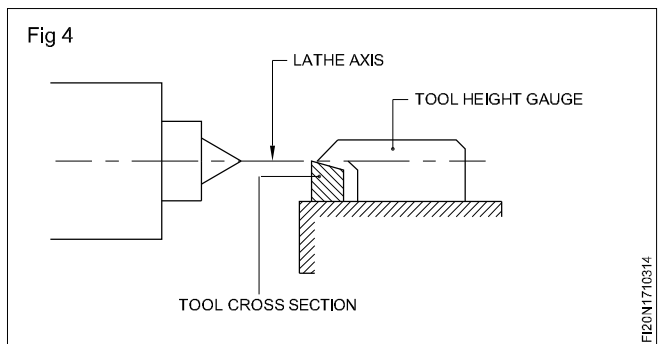 Fig 4
LATHE AXIS
TOOL HEIGHT GAUGE
TOOL CROSS SECTION
FI20N1710314